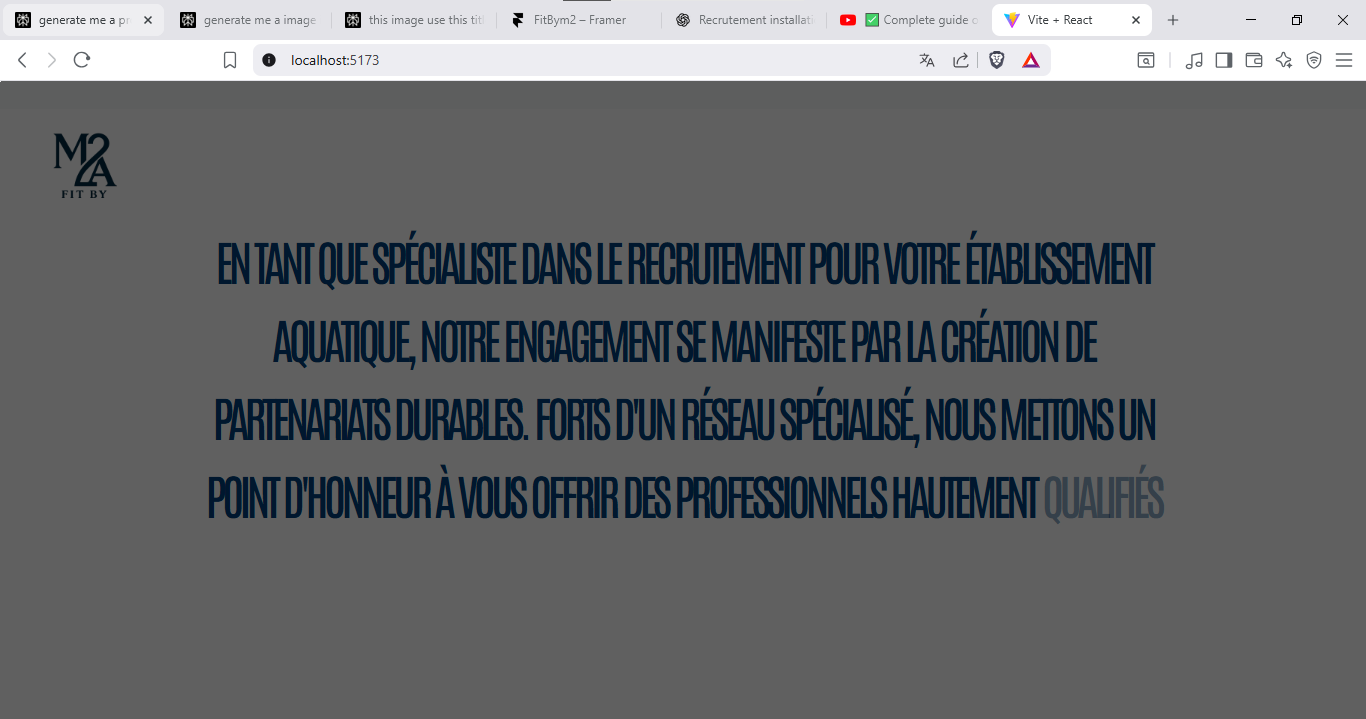 generate me a pr
generate me a image
this image use this titl
FitBym2 – Framer
Recrutement installati
Complete guide o
Vite + React
localhost:5173
M2A
FIT BY
EN TANT QUE SPÉCIALISTE DANS LE RECRUTEMENT POUR VOTRE ÉTABLISSEMENT
AQUATIQUE, NOTRE ENGAGEMENT SE MANIFESTE PAR LA CRÉATION DE
PARTENARIATS DURABLES. FORTS D'UN RÉSEAU SPÉCIALISÉ, NOUS METTONS UN
POINT D'HONNEUR À VOUS OFFRIR DES PROFESSIONNELS HAUTEMENT QUALIFIÉS